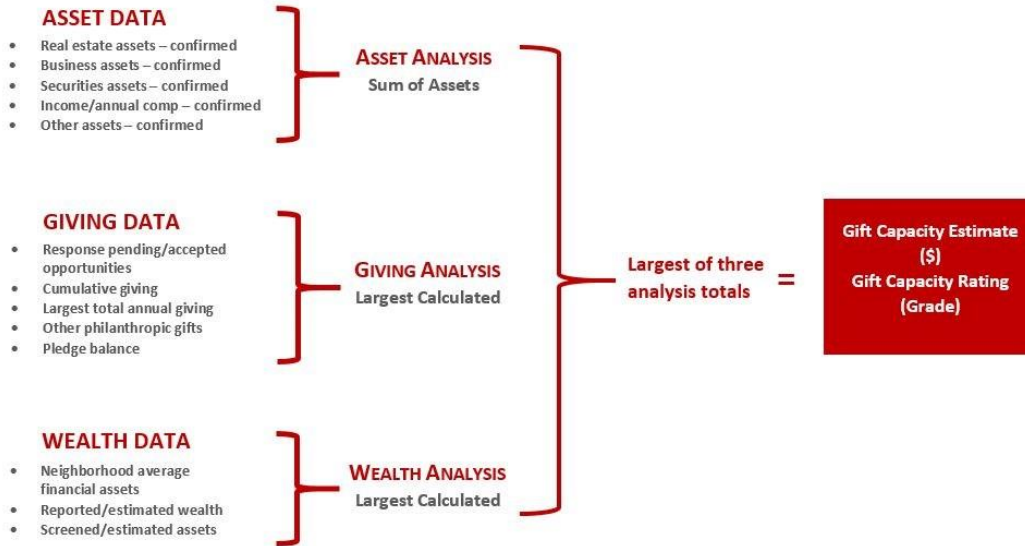 ASSET DATA
• Real estate assets – confirmed
• Business assets – confirmed
• Securities assets – confirmed
• Income/annual comp – confirmed
• Other assets – confirmed
ASSET ANALYSIS
Sum of Assets
GIVING DATA
• Response pending/accepted
opportunities
• Cumulative giving
• Largest total annual giving
• Other philanthropic gifts
• Pledge balance
GIVING ANALYSIS
Largest Calculated
WEALTH DATA
• Neighborhood average
financial assets
• Reported/estimated wealth
• Screened/estimated assets
WEALTH ANALYSIS
Largest Calculated
Largest of three
analysis totals
=
Gift Capacity Estimate
($)
Gift Capacity Rating
(Grade)